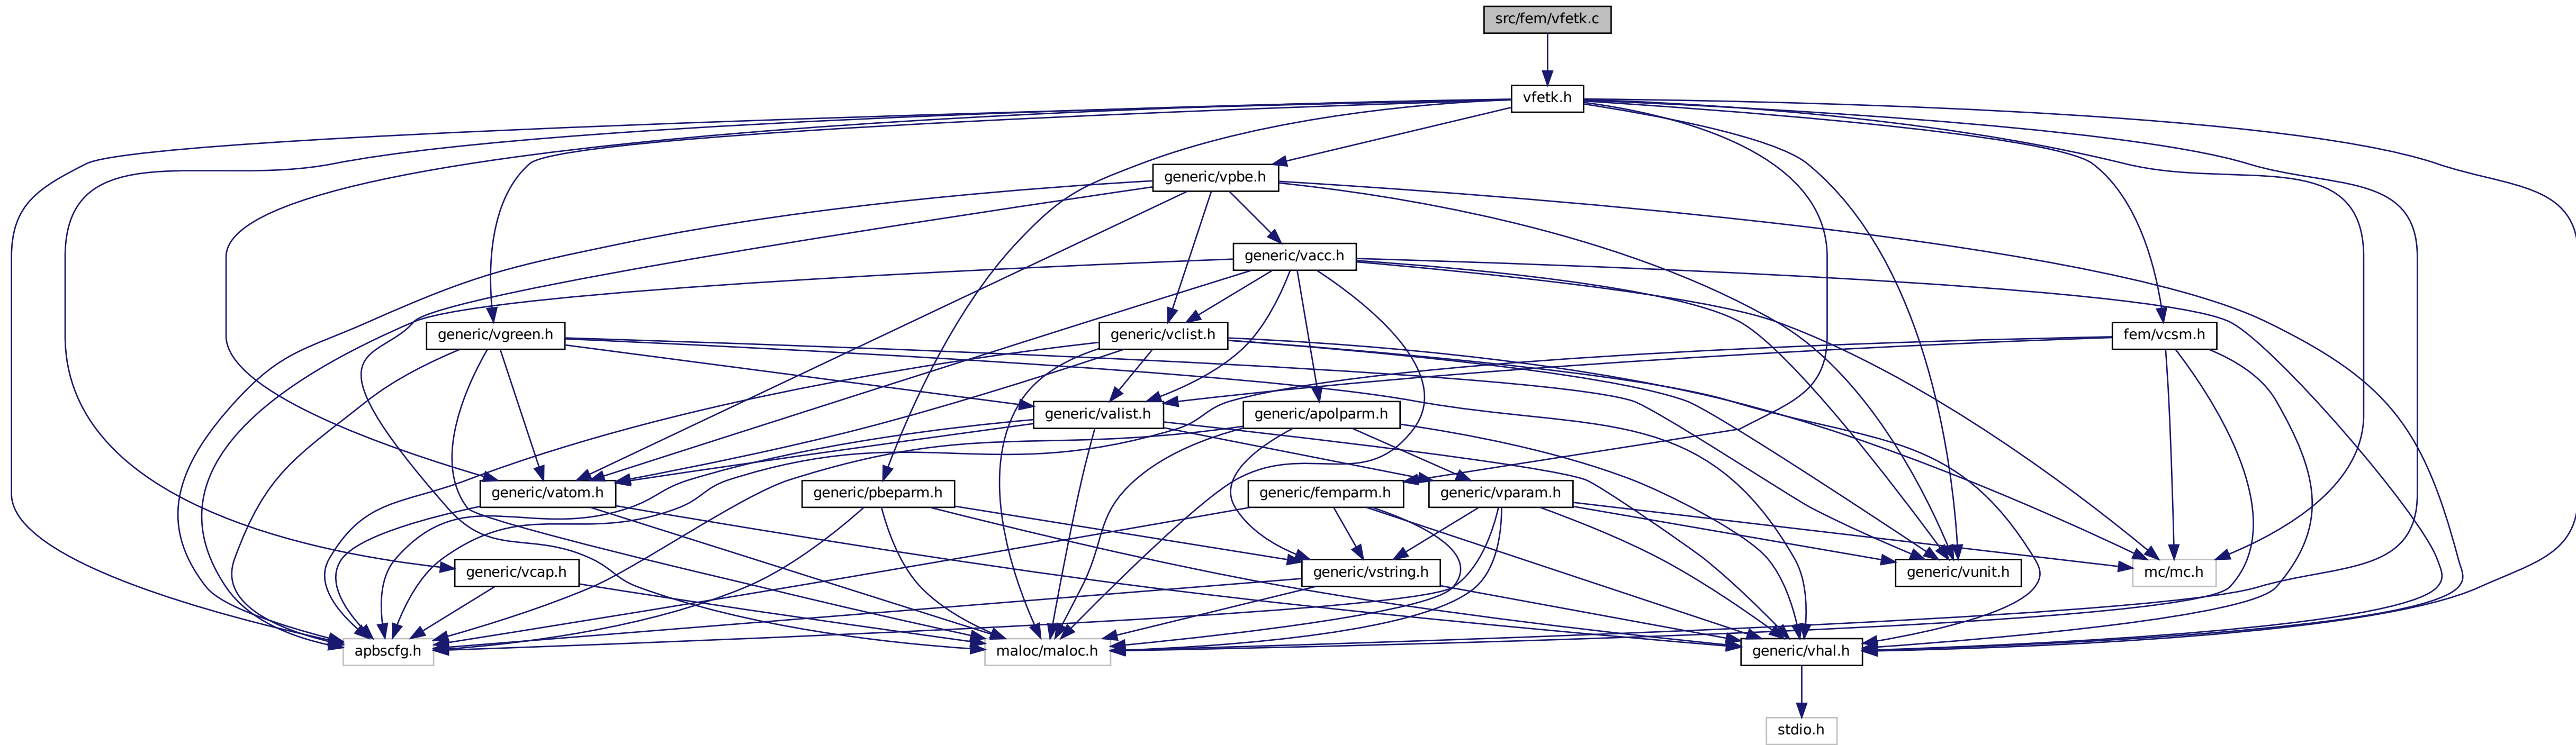 src/fem/vfetk.c
vfetk.h
generic/vpbe.h
generic/vacc.h
generic/vgreen.h
generic/vclist.h
fem/vcsm.h
generic/valist.h
generic/apolparm.h
generic/vatom.h
generic/pbeparm.h
generic/femparm.h
generic/vparam.h
generic/vcap.h
generic/vstring.h
generic/vunit.h
mc/mc.h
apbscfg.h
maloc/maloc.h
generic/vhal.h
stdio.h